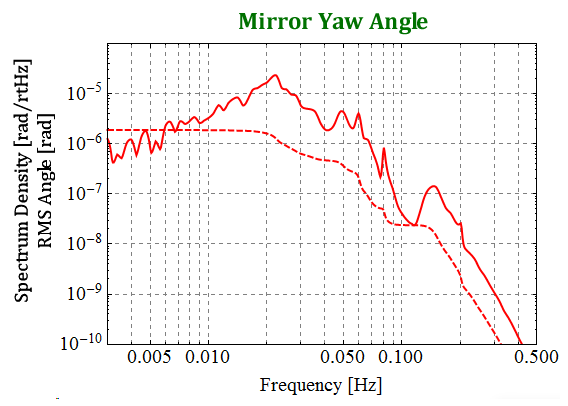 Mirror Yaw Angle
Spectrum Density [rad/rtHz]
RMS Angle [rad]
10−5
10−6
10−7
10−8
10−9
10−10
0.005 0.010 0.050 0.100 0.500
Frequency [Hz]